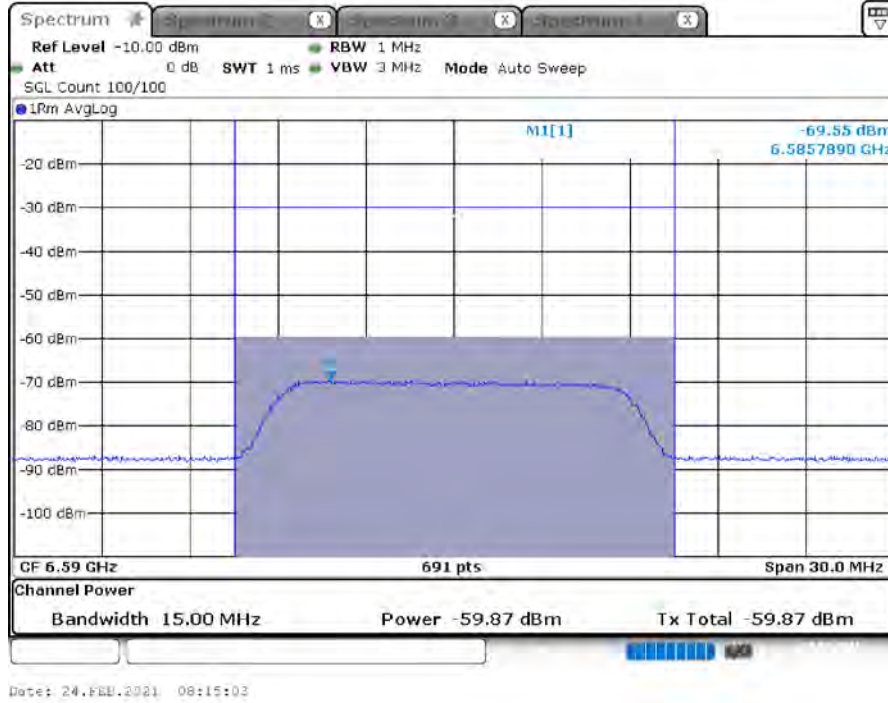 Spectrum Spectrum 2 X Spectrum 3 X X
Ref Level -10.00 dBm RBW 1 MHz
Att 0 dB SWT 1 ms VBW 3 MHz Mode Auto Sweep
SGL Count 100/100
1Rm AvgLog
M1[1] -69.55 dBm
6.5857890 GHz
-20 dBm
-30 dBm
-40 dBm
-50 dBm
-60 dBm
-70 dBm
-80 dBm
-90 dBm
-100 dBm
CF 6.59 GHz 691 pts Span 30.0 MHz
Channel Power
Bandwidth 15.00 MHz Power -59.87 dBm Tx Total -59.87 dBm
Date: 24.FEB.2021 08:15:03